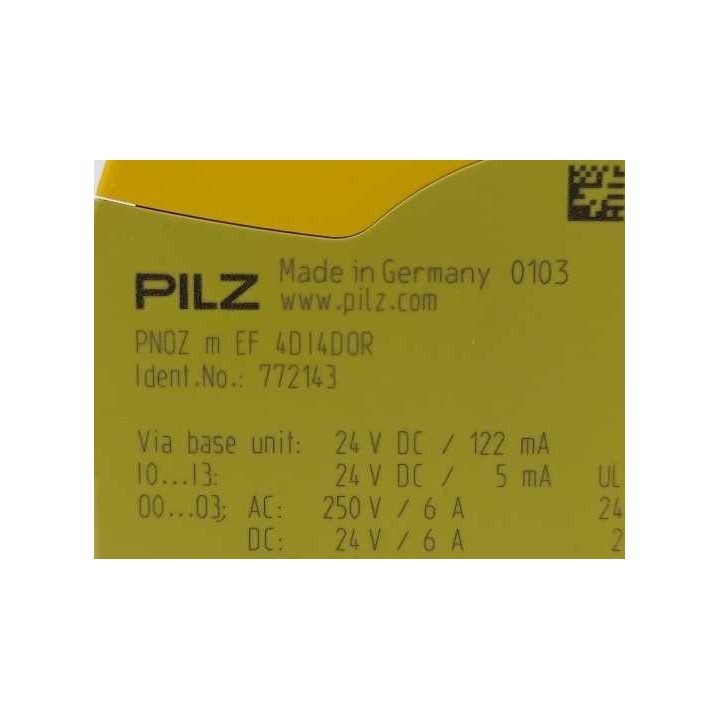 PILZ Made in Germany 0103
www.pilz.com
PNOZ m EF 4DI4DOR
Ident.No.: 772143
Via base unit: 24 V DC / 122 mA
I0...I3: 24 V DC / 5 mA UL
O0...O3: AC: 250 V / 6 A 24
DC: 24 V / 6 A 2